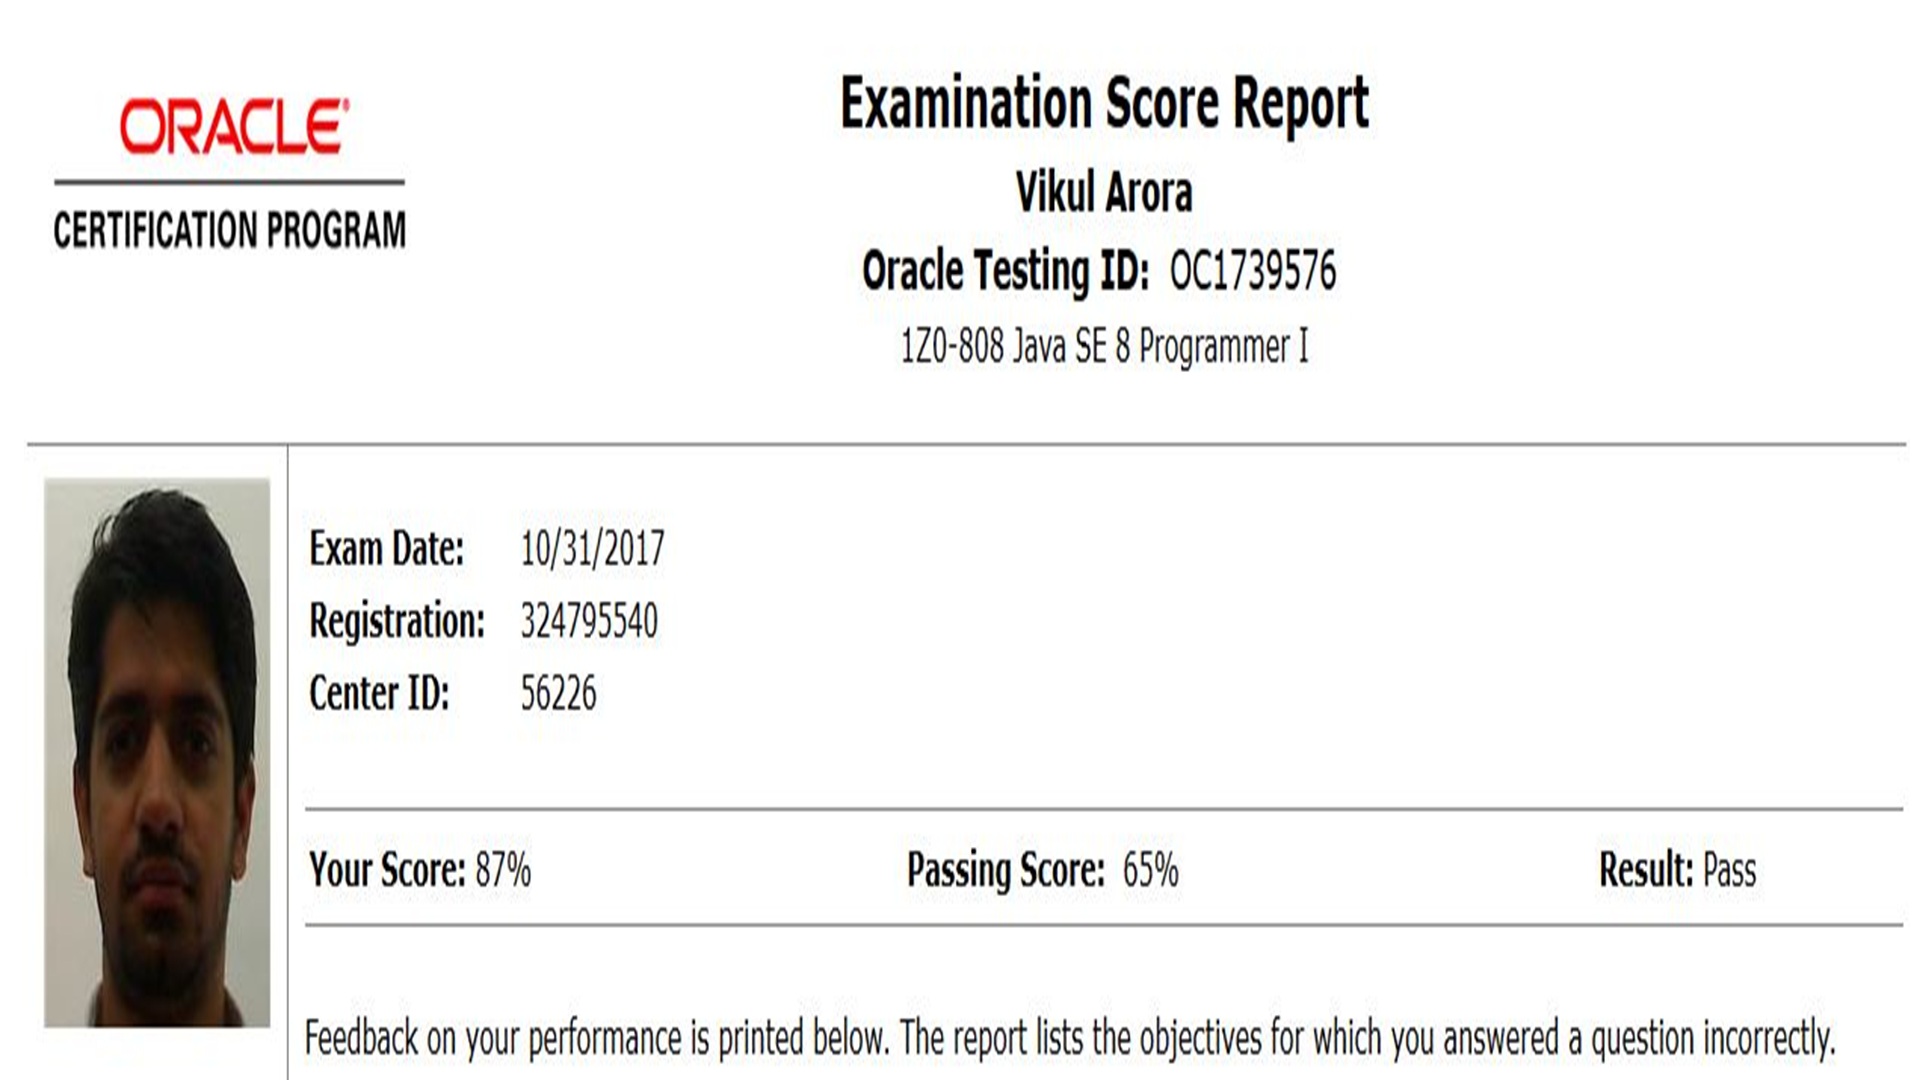 ORACLE®
CERTIFICATION PROGRAM
Examination Score Report
Vikul Arora
Oracle Testing ID: OC1739576
1Z0-808 Java SE 8 Programmer I
Exam Date: 10/31/2017
Registration: 324795540
Center ID: 56226
Your Score: 87% Passing Score: 65% Result: Pass
Feedback on your performance is printed below. The report lists the objectives for which you answered a question incorrectly.